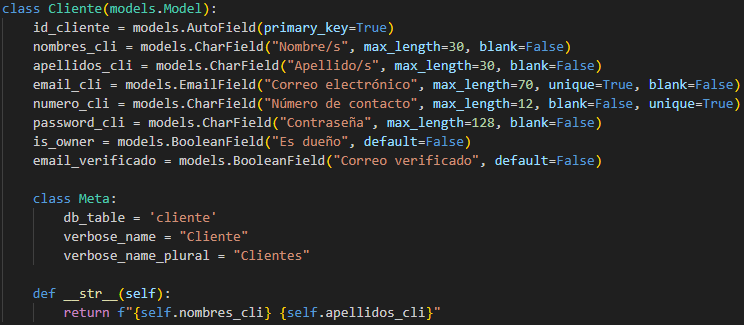 class Cliente(models.Model):
    id_cliente = models.AutoField(primary_key=True)
    nombres_cli = models.CharField("Nombre/s", max_length=30, blank=False)
    apellidos_cli = models.CharField("Apellido/s", max_length=30, blank=False)
    email_cli = models.EmailField("Correo electrónico", max_length=70, unique=True, blank=False)
    numero_cli = models.CharField("Número de contacto", max_length=12, blank=False, unique=True)
    password_cli = models.CharField("Contraseña", max_length=128, blank=False)
    is_owner = models.BooleanField("Es dueño", default=False)
    email_verificado = models.BooleanField("Correo verificado", default=False)

    class Meta:
        db_table = 'cliente'
        verbose_name = "Cliente"
        verbose_name_plural = "Clientes"

    def __str__(self):
        return f"{self.nombres_cli} {self.apellidos_cli}"